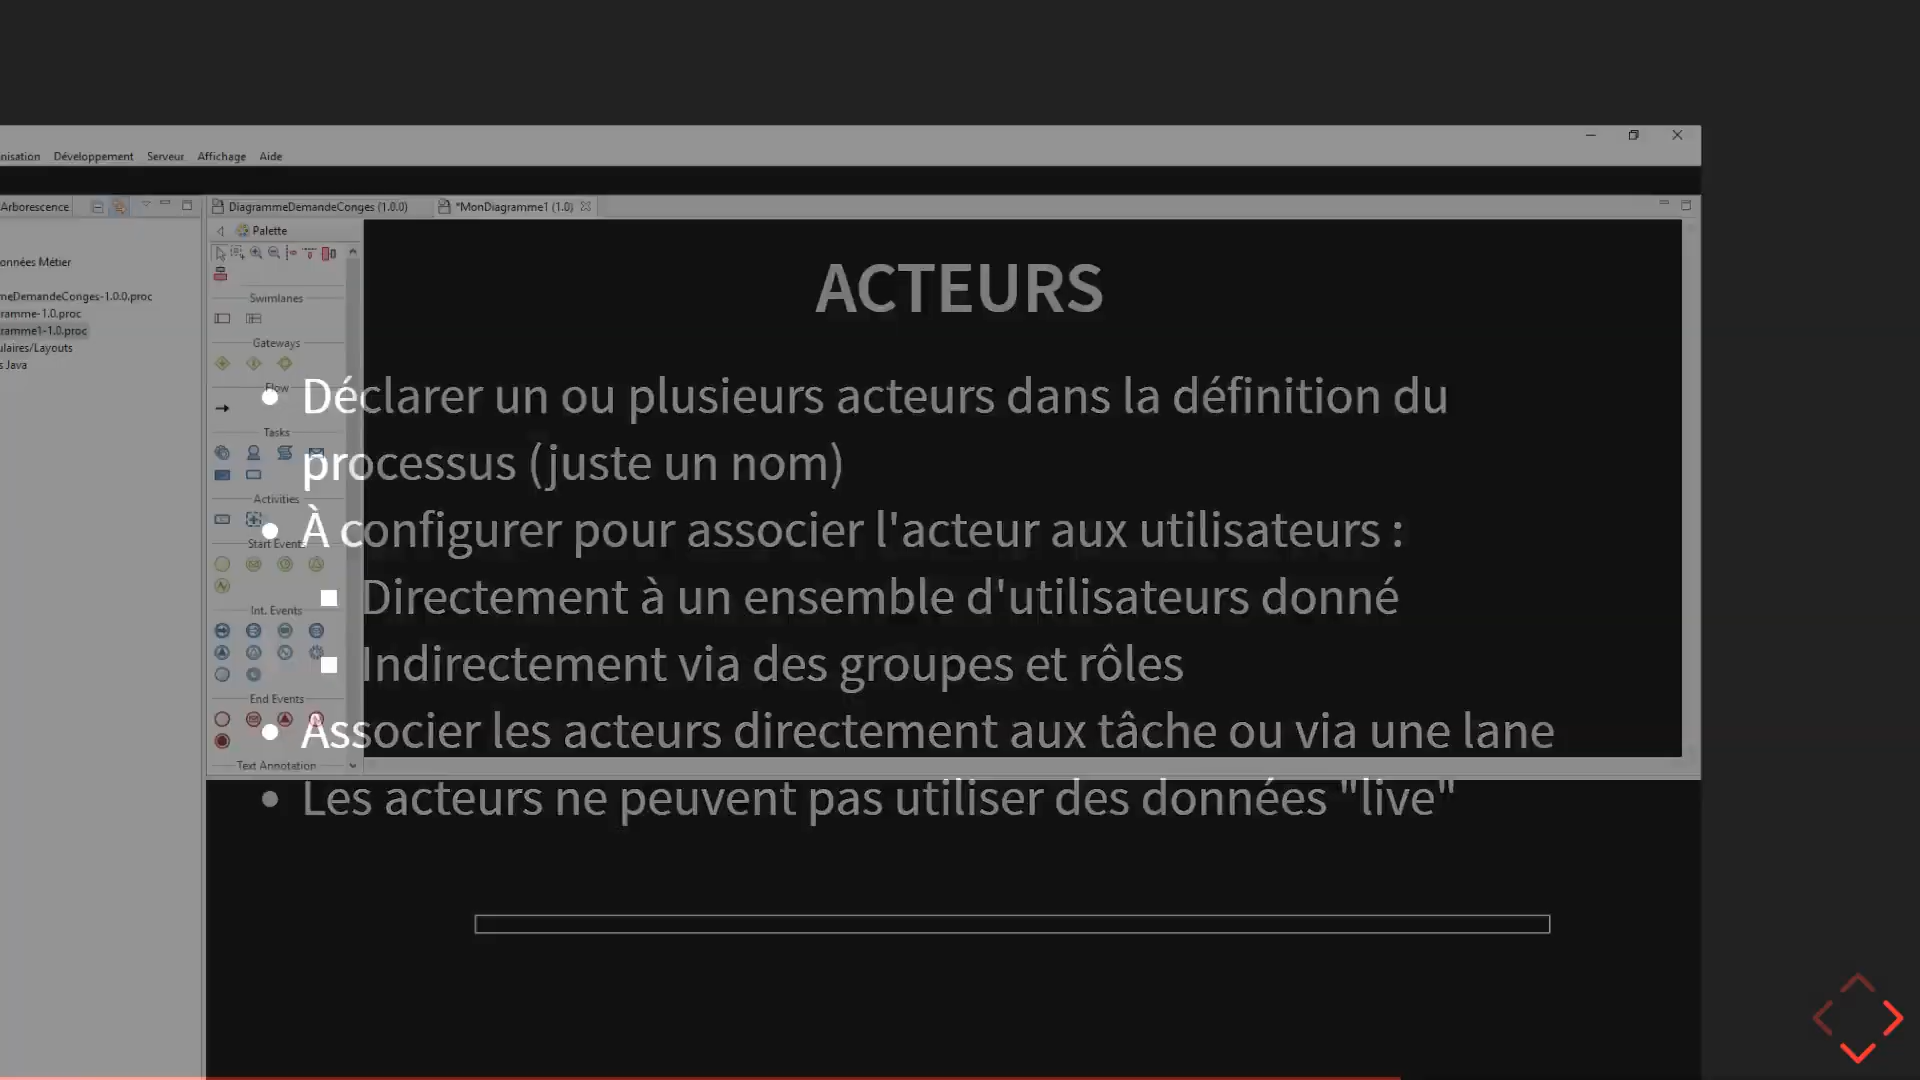 nisation Développement Serveur Affichage Aide
Arborescence
DiagrammeDemandeConges (1.0.0)
*MonDiagramme1 (1.0)
Palette
onnées Métier
meDemandeConges-1.0.0.proc
ramme-1.0.proc
ramme1-1.0.proc
ulaires/Layouts
s Java
Swimlanes
Gateways
Flow
Tasks
Activities
Start Events
Int. Events
End Events
Text Annotation
ACTEURS
Déclarer un ou plusieurs acteurs dans la définition du
processus (juste un nom)
À configurer pour associer l'acteur aux utilisateurs :
Directement à un ensemble d'utilisateurs donné
Indirectement via des groupes et rôles
Associer les acteurs directement aux tâche ou via une lane
Les acteurs ne peuvent pas utiliser des données "live"